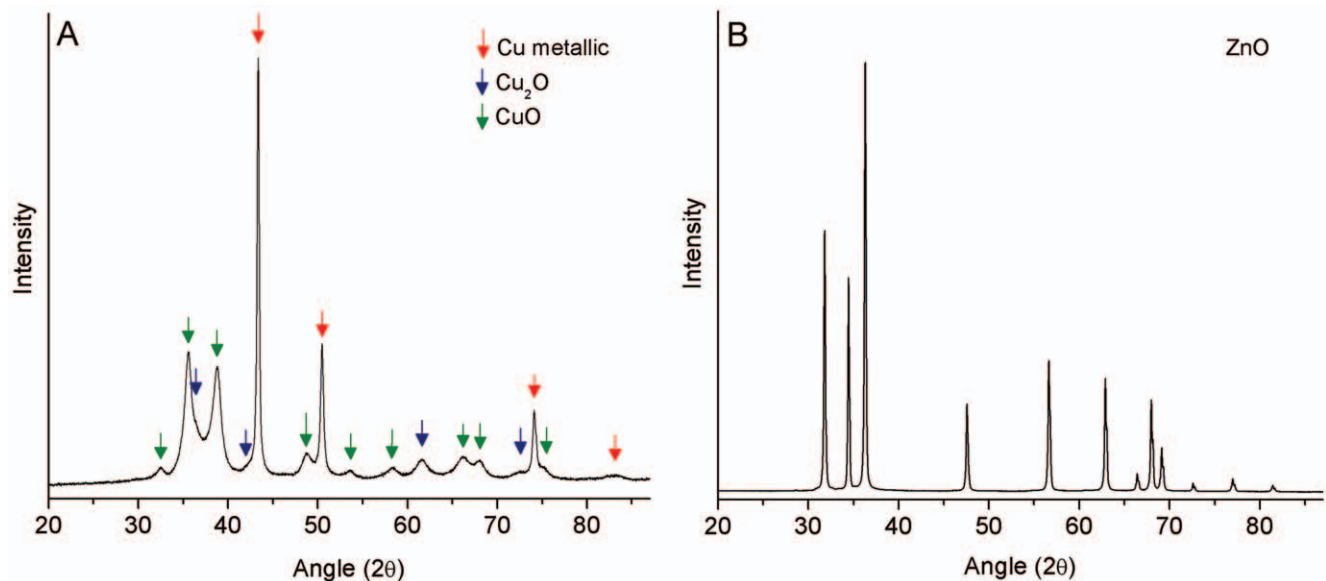 A
Cu metallic
Cu₂O
CuO
Intensity
20 30 40 50 60 70 80
Angle (2θ)
B
ZnO
Intensity
20 30 40 50 60 70 80
Angle (2θ)